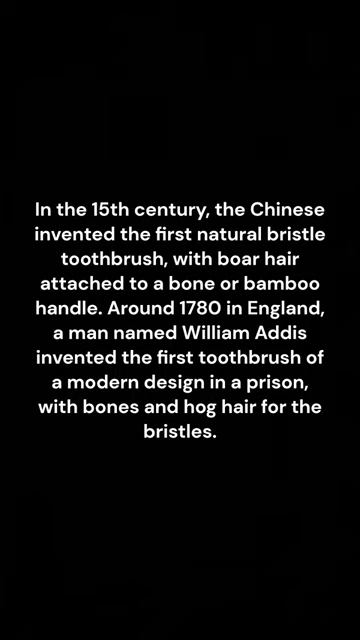 In the 15th century, the Chinese
invented the first natural bristle
toothbrush, with boar hair
attached to a bone or bamboo
handle. Around 1780 in England,
a man named William Addis
invented the first toothbrush of
a modern design in a prison,
with bones and hog hair for the
bristles.